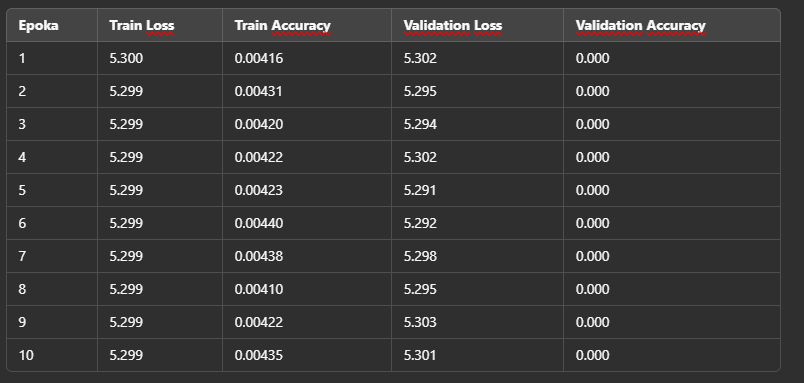 Epoka Train Loss Train Accuracy Validation Loss Validation Accuracy
1 5.300 0.00416 5.302 0.000
2 5.299 0.00431 5.295 0.000
3 5.299 0.00420 5.294 0.000
4 5.299 0.00422 5.302 0.000
5 5.299 0.00423 5.291 0.000
6 5.299 0.00440 5.292 0.000
7 5.299 0.00438 5.298 0.000
8 5.299 0.00410 5.295 0.000
9 5.299 0.00422 5.303 0.000
10 5.299 0.00435 5.301 0.000